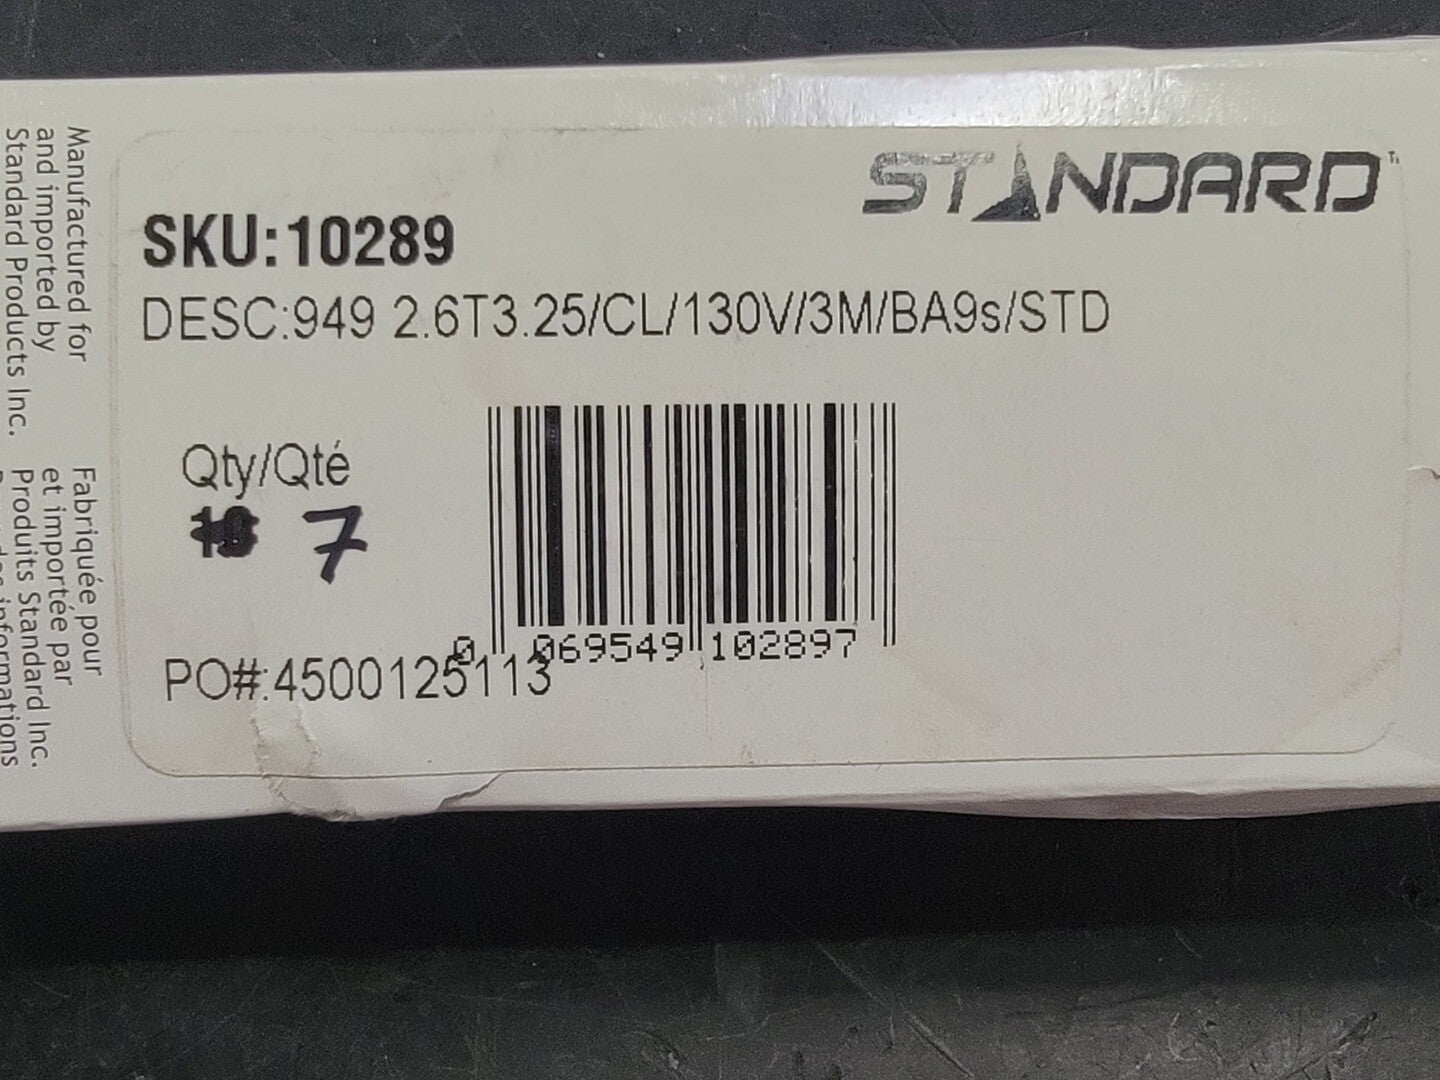 STANDARD
SKU:10289
DESC:949 2.6T3.25/CL/130V/3M/BA9s/STD
Qty/Qté
7
0 069549 102897
PO#:4500125113
Manufactured for
and imported by
Standard Products Inc.
Fabriquée pour
et importée par
Produits Standard Inc.
informations